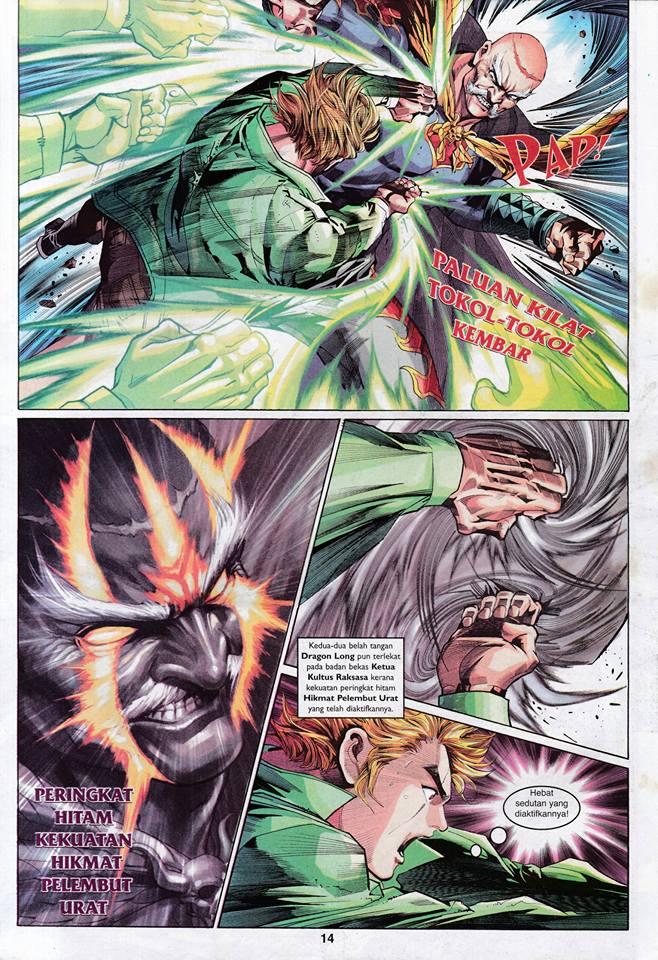 PAP!
PALUAN KILAT
TOKOL-TOKOL
KEMBAR
PERINGKAT
HITAM
KEKUATAN
HIKMAT
PELEMBUT
URAT
Kedua-dua belah tangan
Dragon Long pun terlekat
pada badan bekas Ketua
Kultus Raksasa kerana
kekuatan peringkat hitam
Hikmat Pelembut Urat
yang telah diaktifkannya.
Hebat
sedutan yang
diaktifkannya!
14